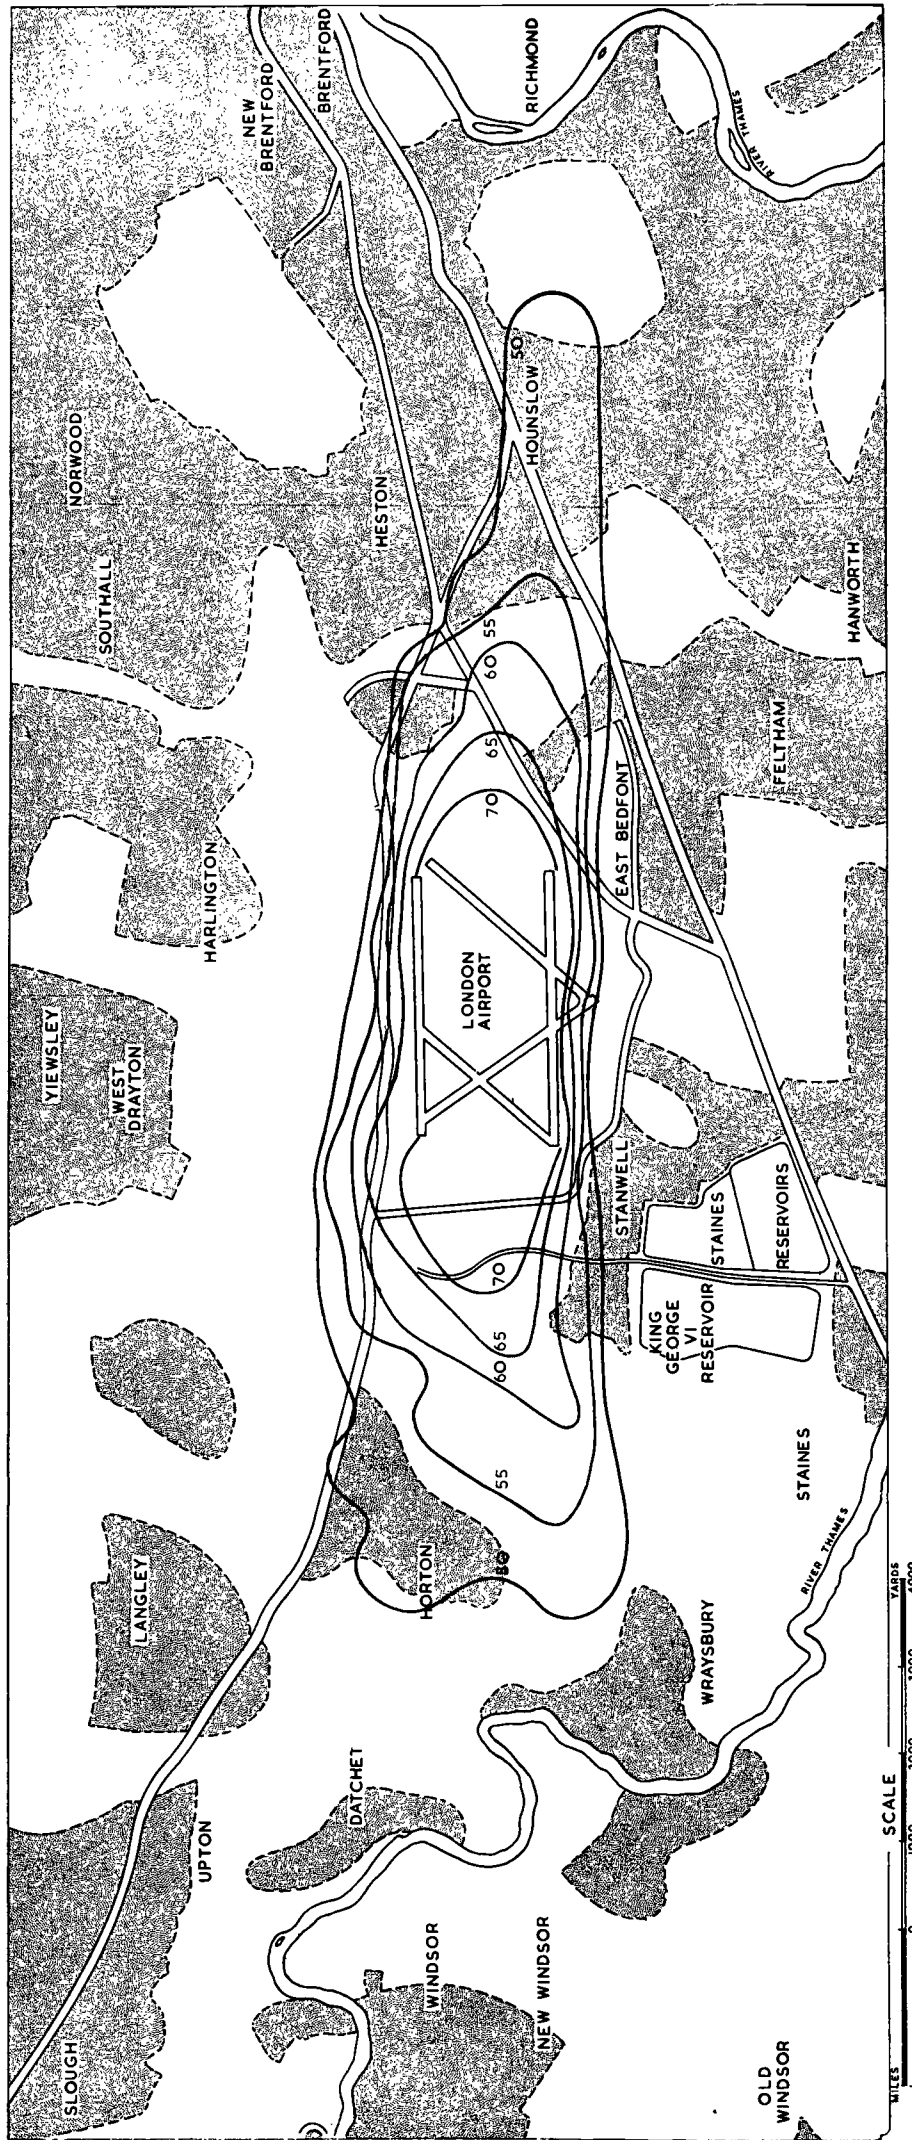 SLOUGH
UPTON
LANGLEY
YIEWSLEY
WEST
DRAYTON
HARLINGTON
SOUTHALL
NORWOOD
HESTON
NEW
BRENTFORD
BRENTFORD
RICHMOND
RIVER THAMES
HOUNSLOW
50
55
60
65
70
LONDON
AIRPORT
EAST BEDFONT
FELTHAM
HANWORTH
STANWELL
STAINES
RESERVOIRS
KING
GEORGE
VI
RESERVOIR
70
65
60
55
50
HORTON
STAINES
RIVER THAMES
WRAYSBURY
DATCHET
WINDSOR
NEW WINDSOR
OLD
WINDSOR
SCALE
MILES
YARDS